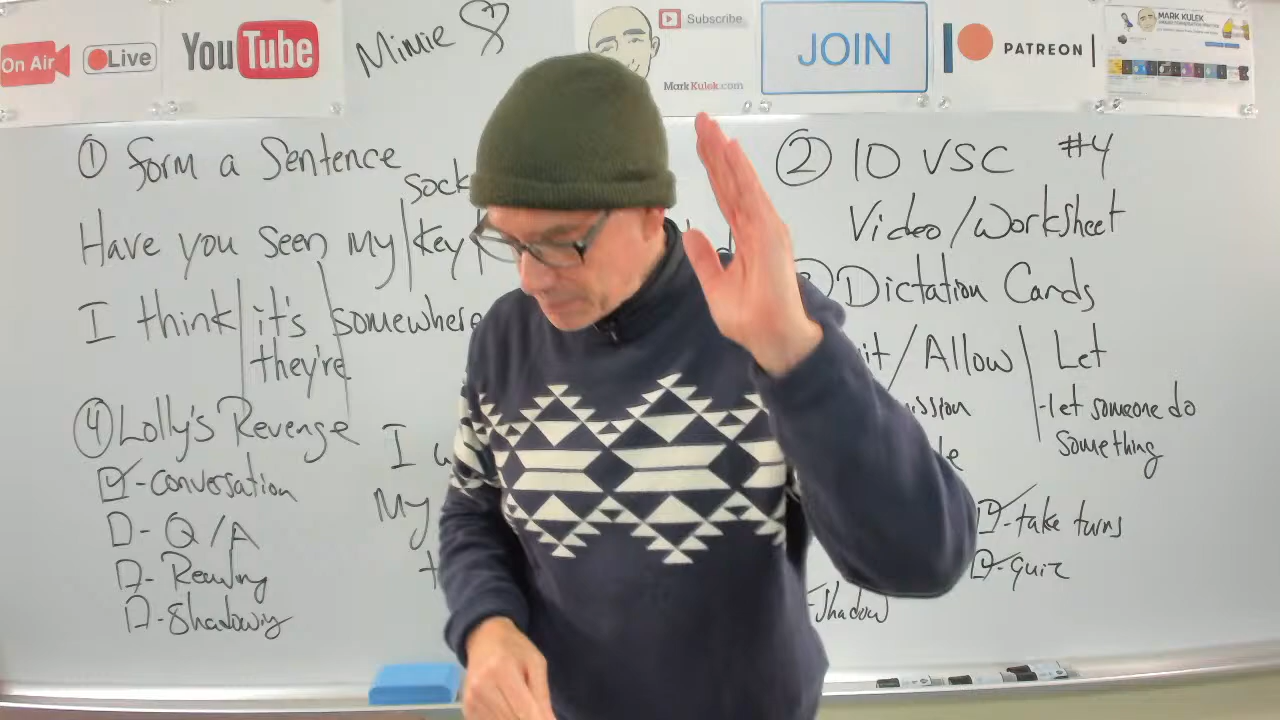 On Air
Live
YouTube
Mimie
Subscribe
MarkKulek.com
JOIN
PATREON
MARK KULEK
① Form a Sentence
sock
Have you seen my key
I think it's somewhere
they're
④ Lolly's Revenge
- conversation
- Q/A
- Reading
- Shadowing
I
My
② 10 VSC #4
Video/Worksheet
Dictation Cards
/Allow Let
-let someone do
something
-take turns
-quiz
-Shadow